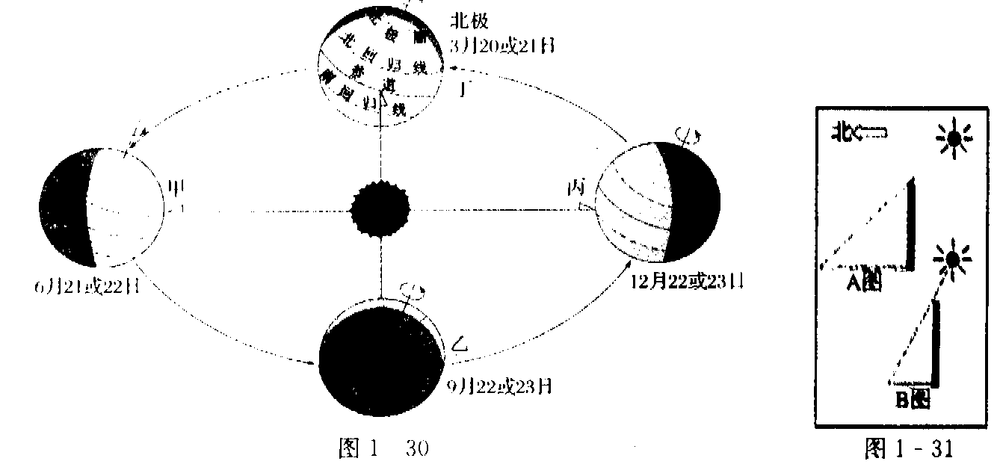 北极
3月20或21日
北回归线
赤道
南回归线
丁
甲
丙
6月21或22日
12月22或23日
乙
9月22或23日
图1 30
北
A图
B图
图1-31